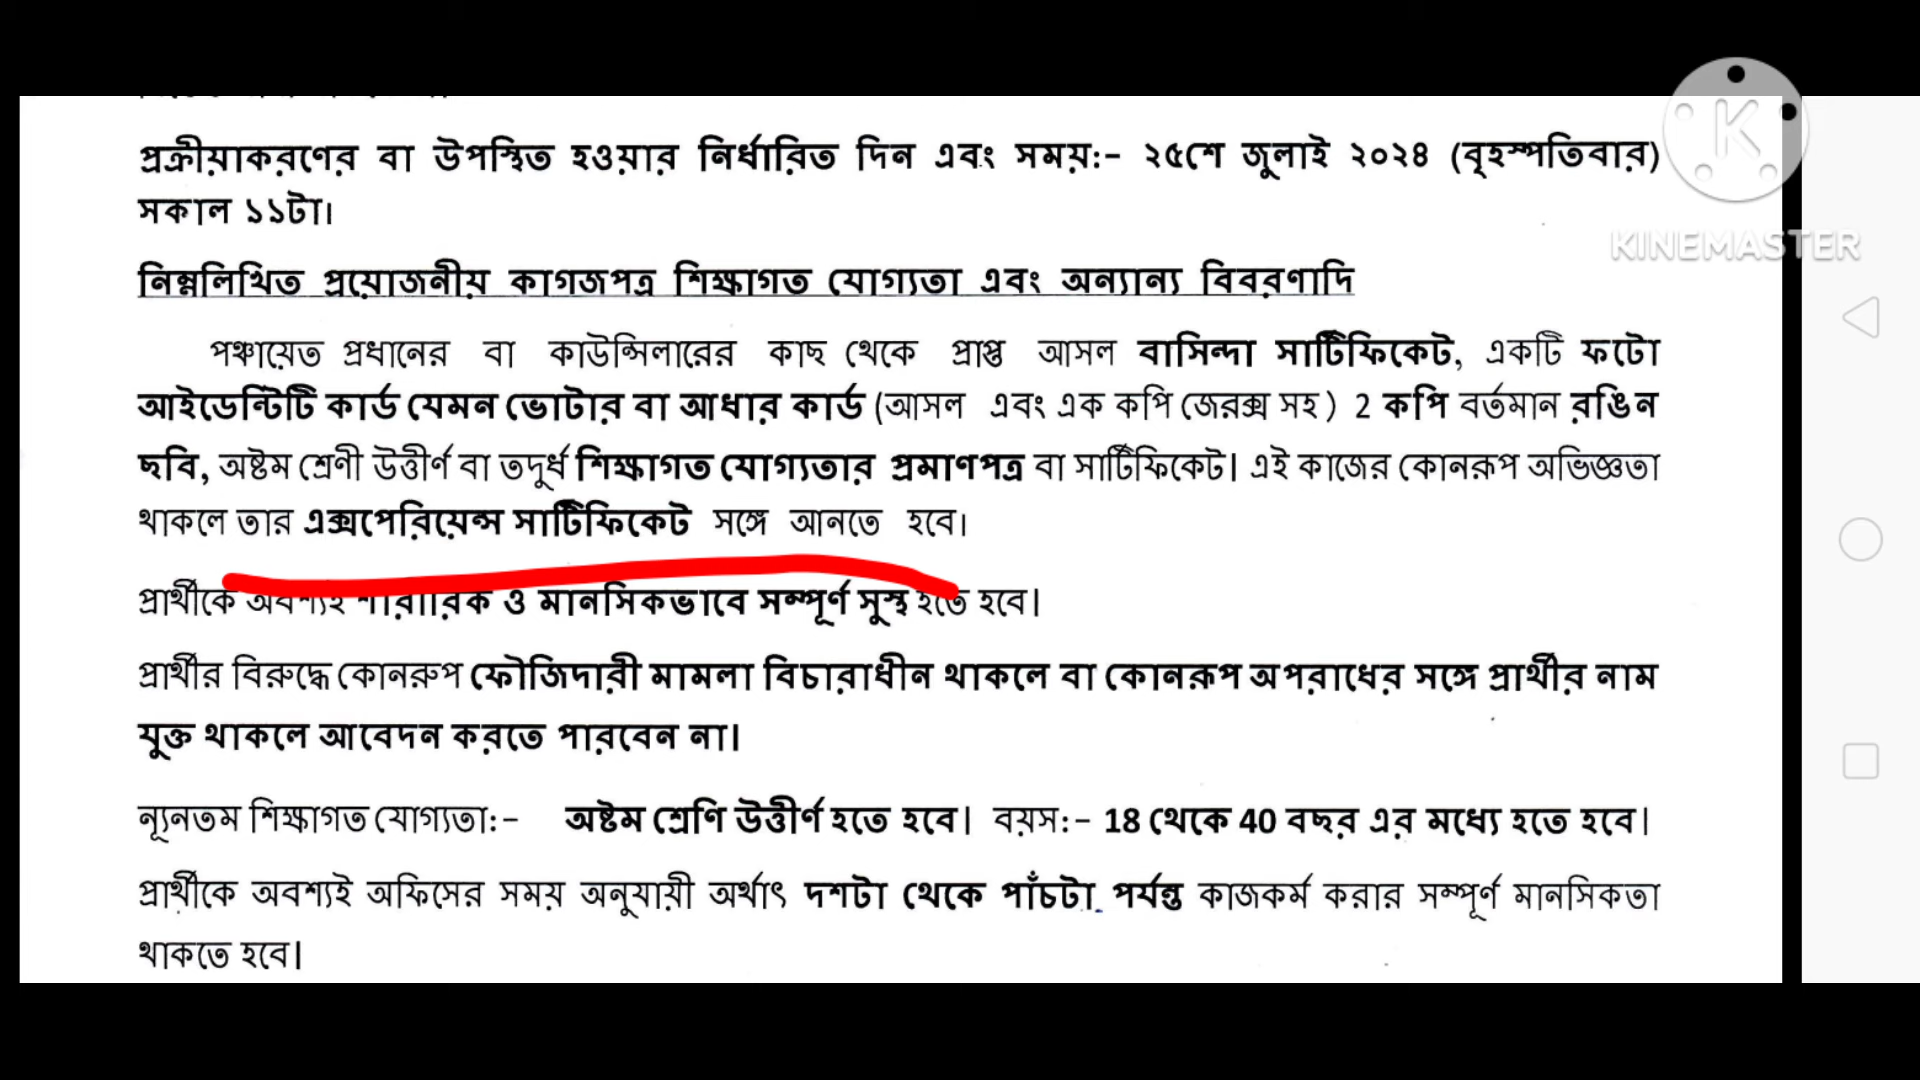 প্রক্রীয়াকরণের বা উপস্থিত হওয়ার নির্ধারিত দিন এবং সময়:- ২৫শে জুলাই ২০২৪ (বৃহস্পতিবার)
সকাল ১১টা।
নিম্নলিখিত প্রয়োজনীয় কাগজপত্র শিক্ষাগত যোগ্যতা এবং অন্যান্য বিবরণাদি
পঞ্চায়েত প্রধানের বা কাউন্সিলারের কাছ থেকে প্রাপ্ত আসল বাসিন্দা সার্টিফিকেট, একটি ফটো
আইডেন্টিটি কার্ড যেমন ভোটার বা আধার কার্ড (আসল এবং এক কপি জেরক্স সহ) 2 কপি বর্তমান রঙিন
ছবি, অষ্টম শ্রেণী উত্তীর্ণ বা তদুর্ধ শিক্ষাগত যোগ্যতার প্রমাণপত্র বা সার্টিফিকেট। এই কাজের কোনরূপ অভিজ্ঞতা
থাকলে তার এক্সপেরিয়েন্স সার্টিফিকেট সঙ্গে আনতে হবে।
প্রার্থীকে অবশ্যই শারীরিক ও মানসিকভাবে সম্পূর্ণ সুস্থ হতে হবে।
প্রার্থীর বিরুদ্ধে কোনরুপ ফৌজিদারী মামলা বিচারাধীন থাকলে বা কোনরূপ অপরাধের সঙ্গে প্রার্থীর নাম
যুক্ত থাকলে আবেদন করতে পারবেন না।
ন্যূনতম শিক্ষাগত যোগ্যতা:- অষ্টম শ্রেণি উত্তীর্ণ হতে হবে। বয়স:- 18 থেকে 40 বছর এর মধ্যে হতে হবে।
প্রার্থীকে অবশ্যই অফিসের সময় অনুযায়ী অর্থাৎ দশটা থেকে পাঁচটা পর্যন্ত কাজকর্ম করার সম্পূর্ণ মানসিকতা
থাকতে হবে।
K
KINEMASTER